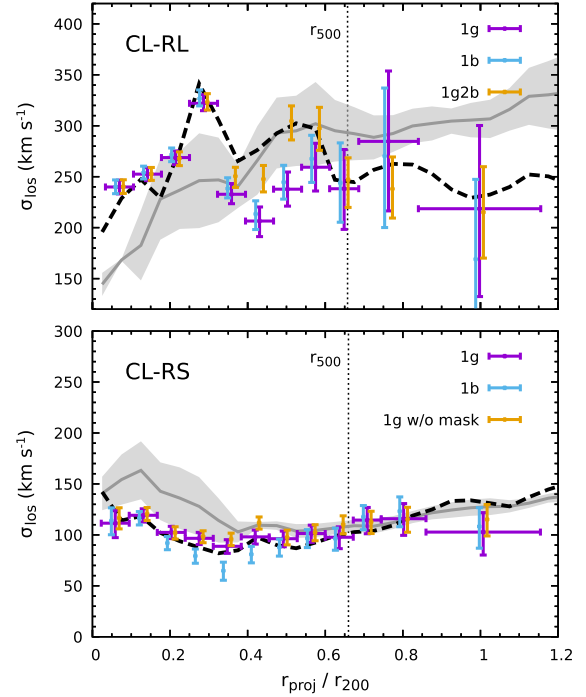 CL-RL
r500
1g
1b
1g2b
σlos (km s-1)
400
350
300
250
200
150
CL-RS
r500
1g
1b
1g w/o mask
σlos (km s-1)
300
250
200
150
100
50
0
0 0.2 0.4 0.6 0.8 1 1.2
rproj / r200